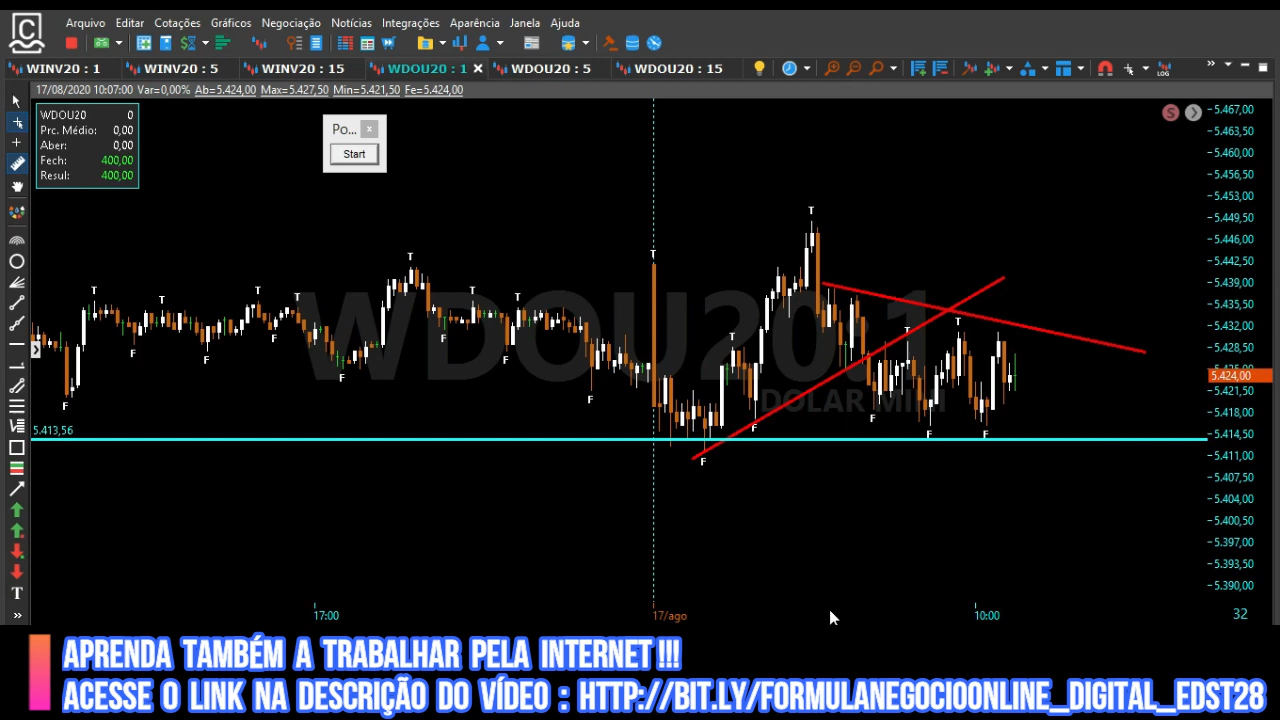 Arquivo Editar Cotações Gráficos Negociação Notícias Integrações Aparência Janela Ajuda
WINV20 : 1 WINV20 : 5 WINV20 : 15 WDOU20 : 1 WDOU20 : 5 WDOU20 : 15
LOG
17/08/2020 10:07:00 Var=0,00% Ab=5.424,00 Max=5.427,50 Min=5.421,50 Fe=5.424,00
WDOU20 0
Prc. Médio: 0,00
Aber: 0,00
Fech: 400,00
Resul: 400,00
Po... x
Start
S
5.467,00
5.463,50
5.460,00
5.456,50
5.453,00
5.449,50
5.446,00
5.442,50
5.439,00
5.435,50
5.432,00
5.428,50
5.424,00
5.421,50
5.418,00
5.414,50
5.411,00
5.407,50
5.404,00
5.400,50
5.397,00
5.393,50
5.390,00
WDOU20:1
DOLAR MINI
5.413,56
17:00 17/ago 10:00 32
APRENDA TAMBÉM A TRABALHAR PELA INTERNET !!!
ACESSE O LINK NA DESCRIÇÃO DO VÍDEO : HTTP://BIT.LY/FORMULANEGOCIOONLINE_DIGITAL_EDST28